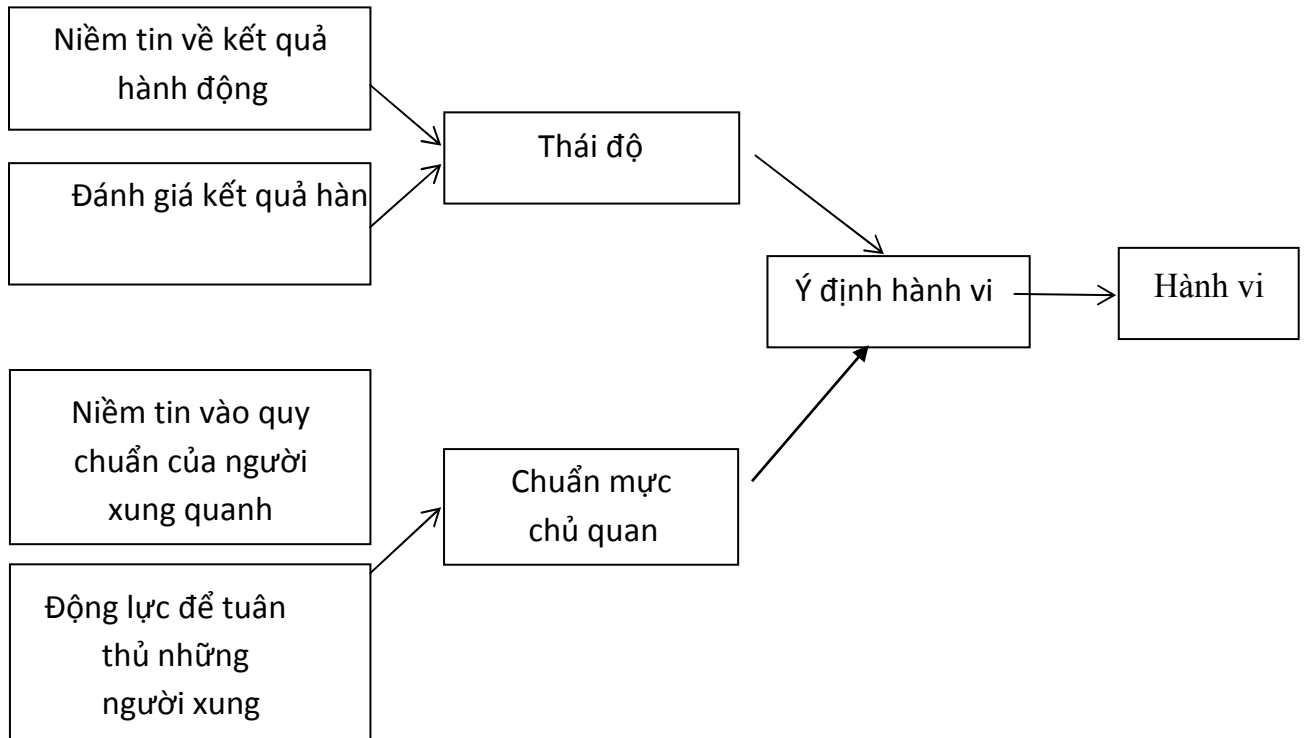 Niềm tin về kết quả
hành động
Đánh giá kết quả hàn
Thái độ
Ý định hành vi
Hành vi
Niềm tin vào quy
chuẩn của người
xung quanh
Chuẩn mực
chủ quan
Động lực để tuân
thủ những
người xung